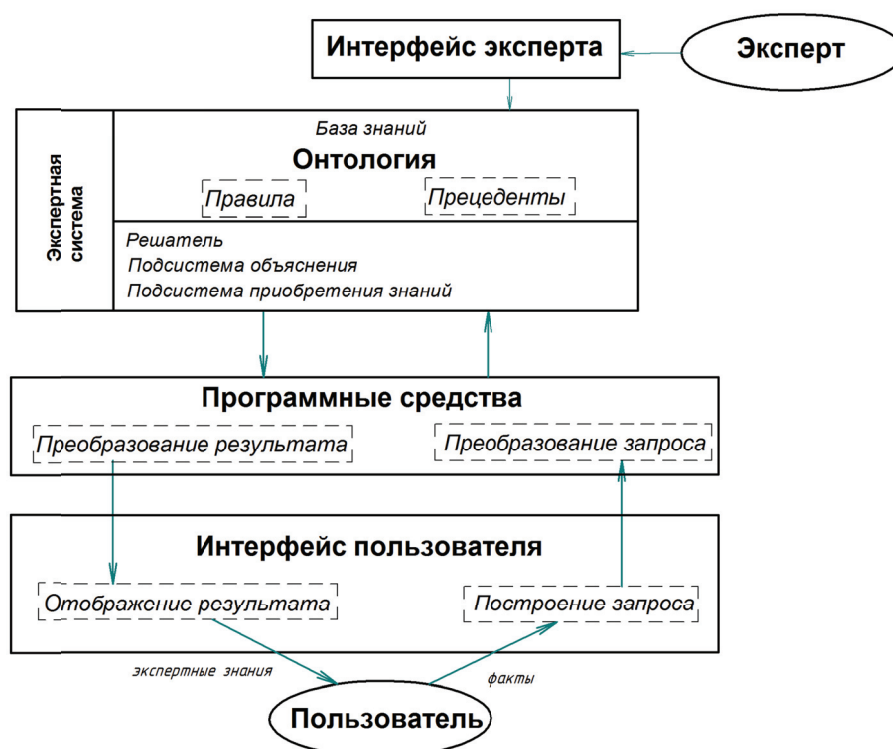 Интерфейс эксперта
Эксперт
Экспертная
система
База знаний
Онтология
Правила
Прецеденты
Решатель
Подсистема объяснения
Подсистема приобретения знаний
Программные средства
Преобразование результата
Преобразование запроса
Интерфейс пользователя
Отображение результата
Построение запроса
экспертные знания
факты
Пользователь